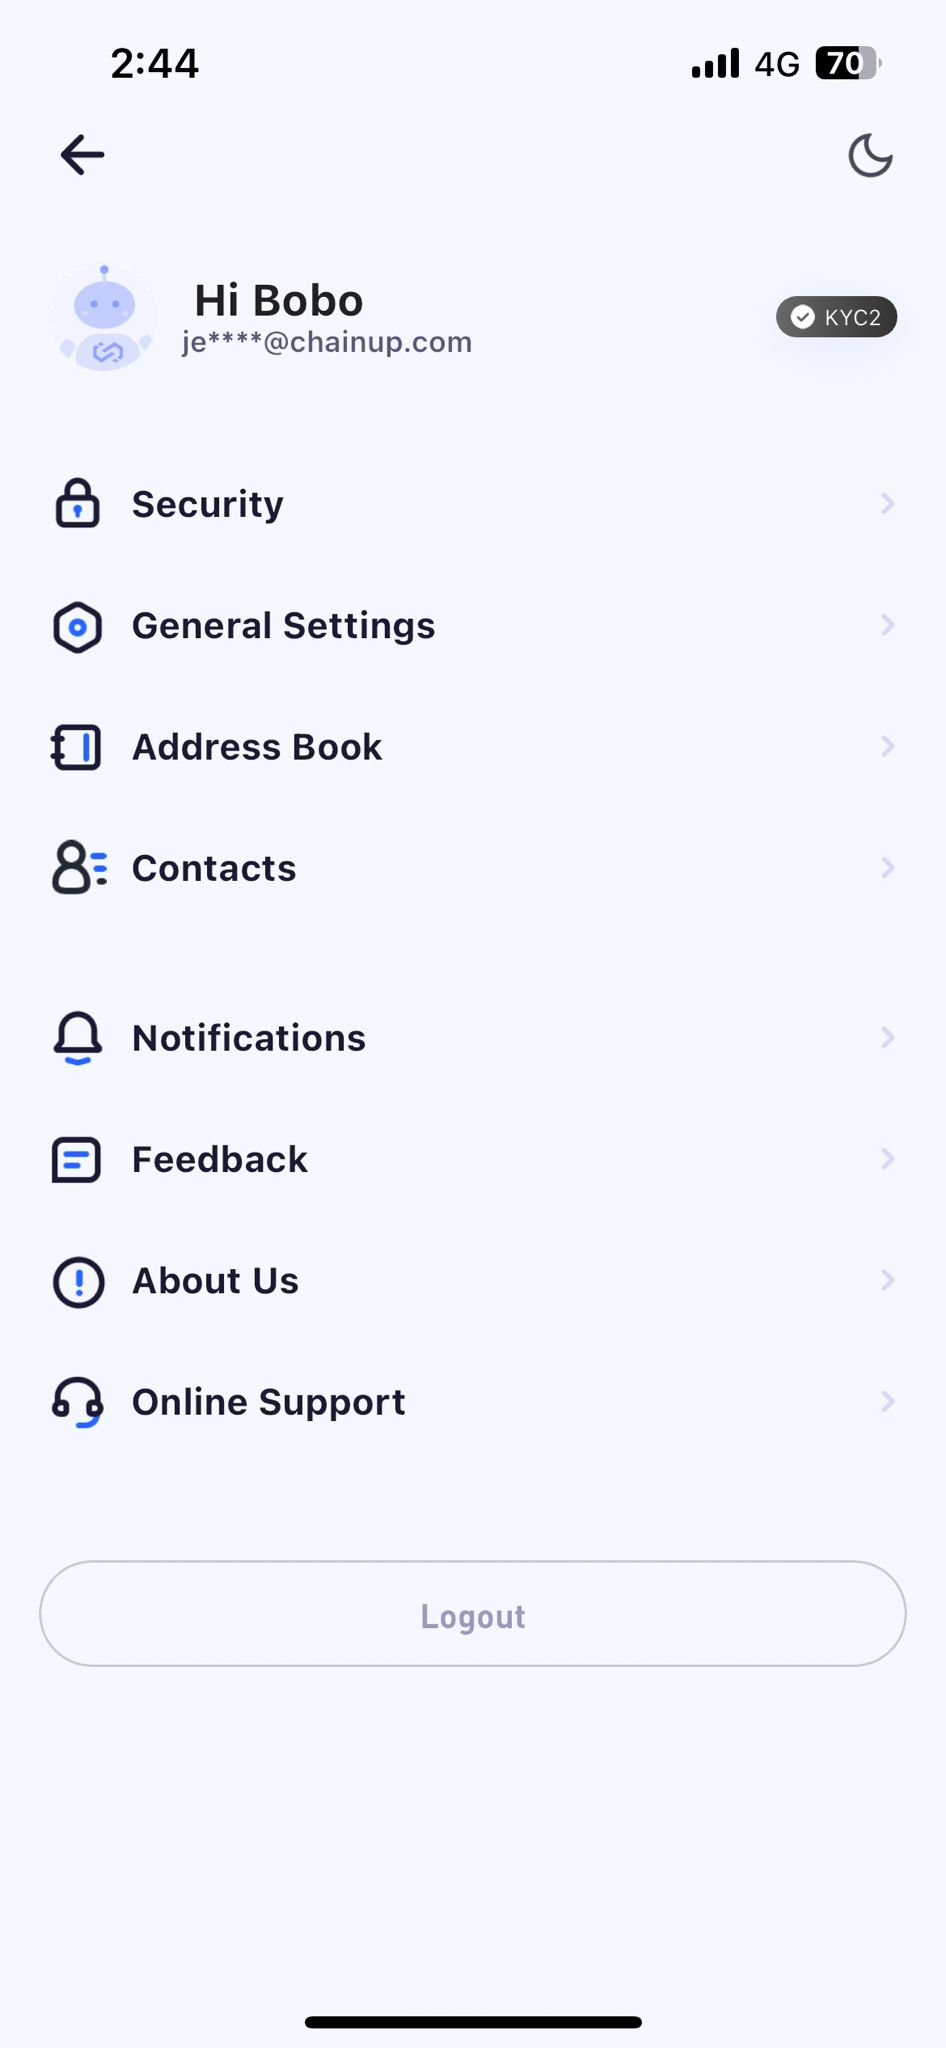 2:44 4G 70
Hi Bobo
je****@chainup.com
KYC2
Security
General Settings
Address Book
Contacts
Notifications
Feedback
About Us
Online Support
Logout